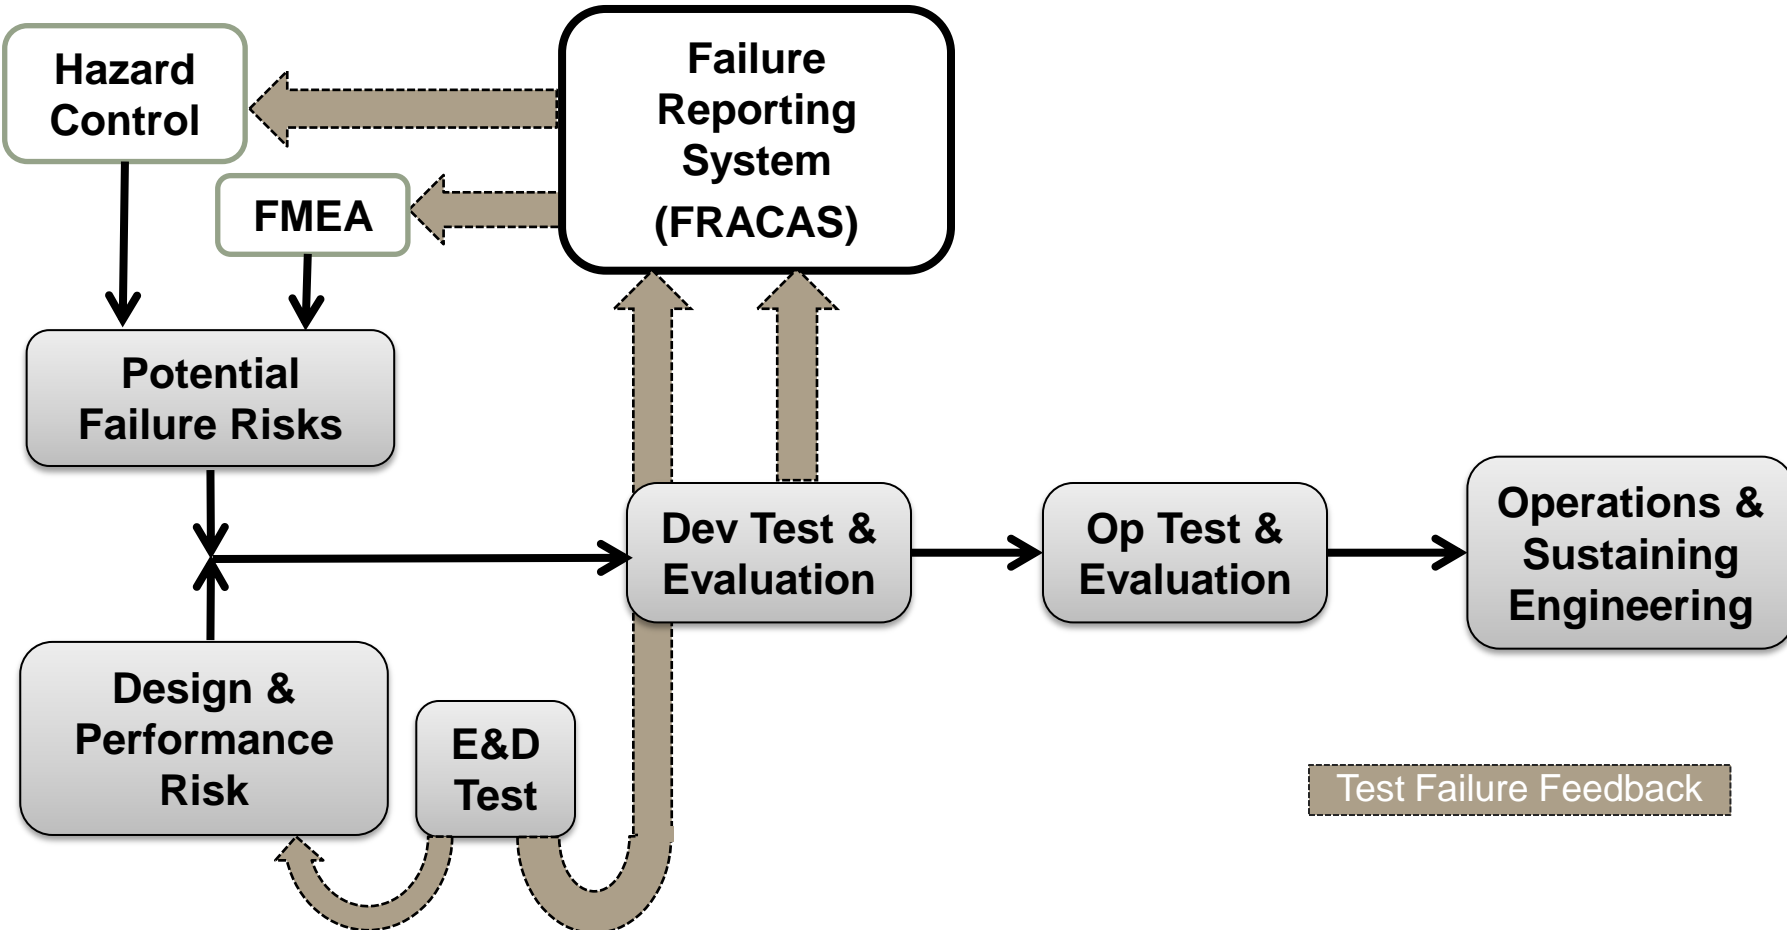 Hazard
Control
Failure
Reporting
System
(FRACAS)
FMEA
Potential
Failure Risks
Dev Test &
Evaluation
Op Test &
Evaluation
Operations &
Sustaining
Engineering
Design &
Performance
Risk
E&D
Test
Test Failure Feedback